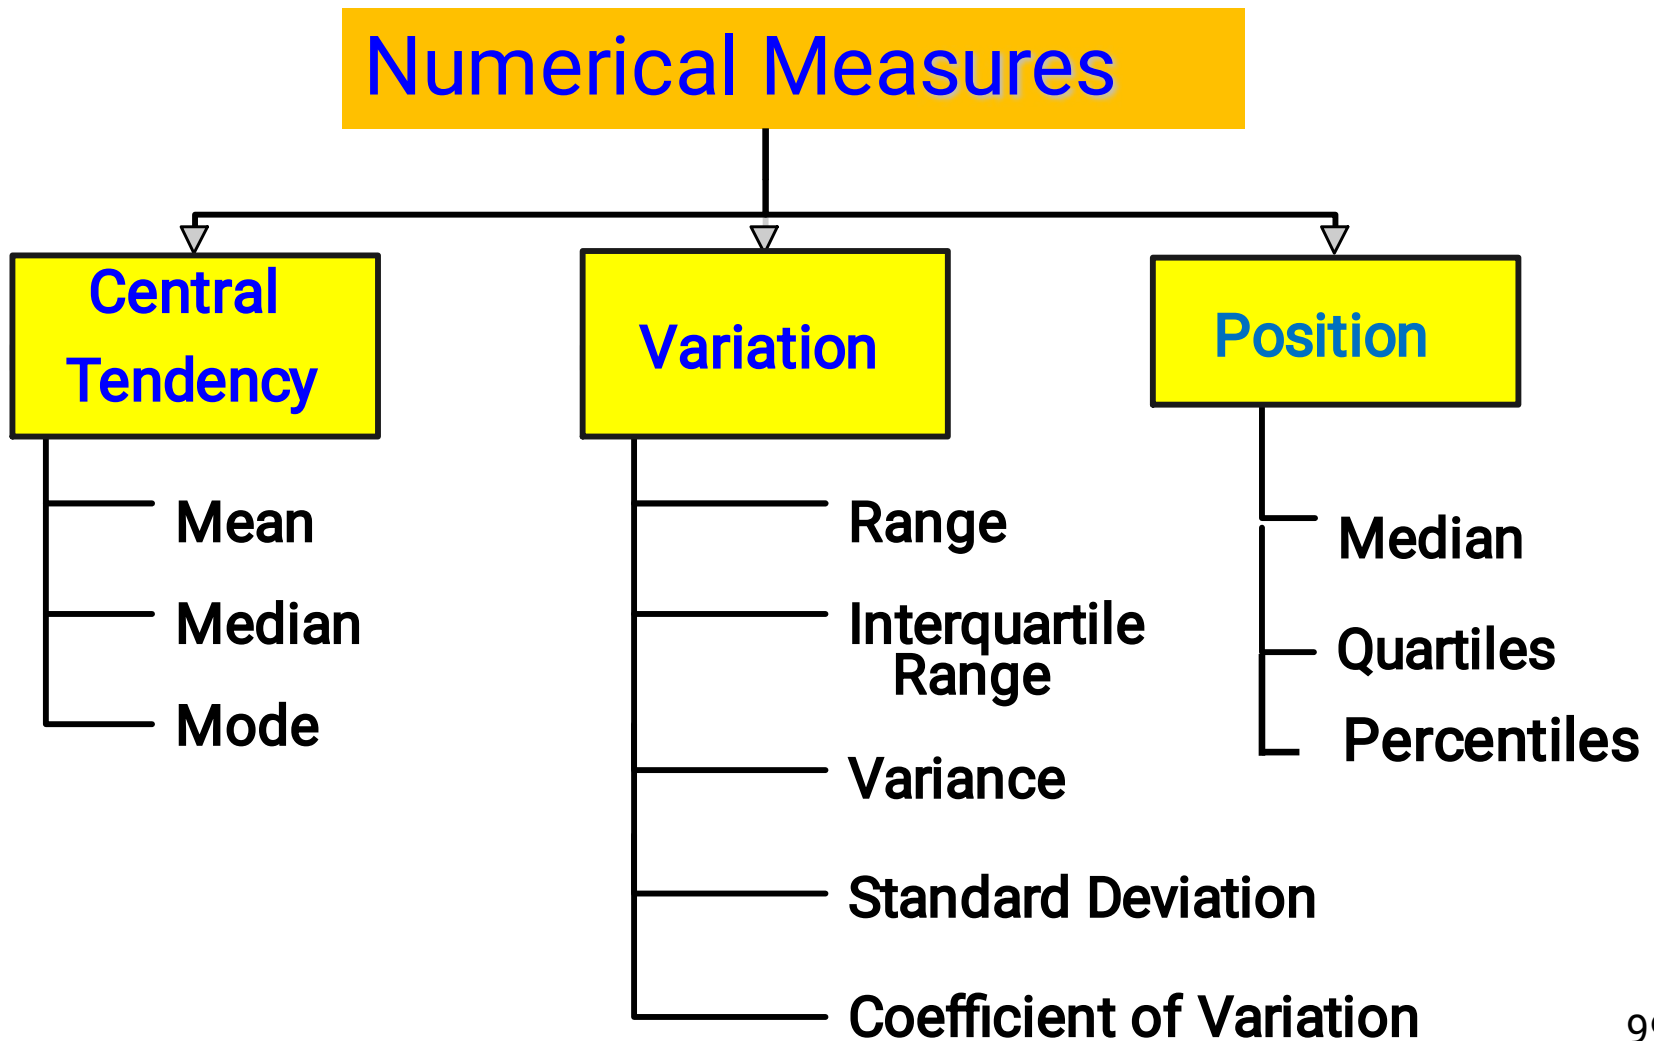 Numerical Measures
Central
Tendency
Mean
Median
Mode
Variation
Range
Interquartile
Range
Variance
Standard Deviation
Coefficient of Variation
Position
Median
Quartiles
Percentiles